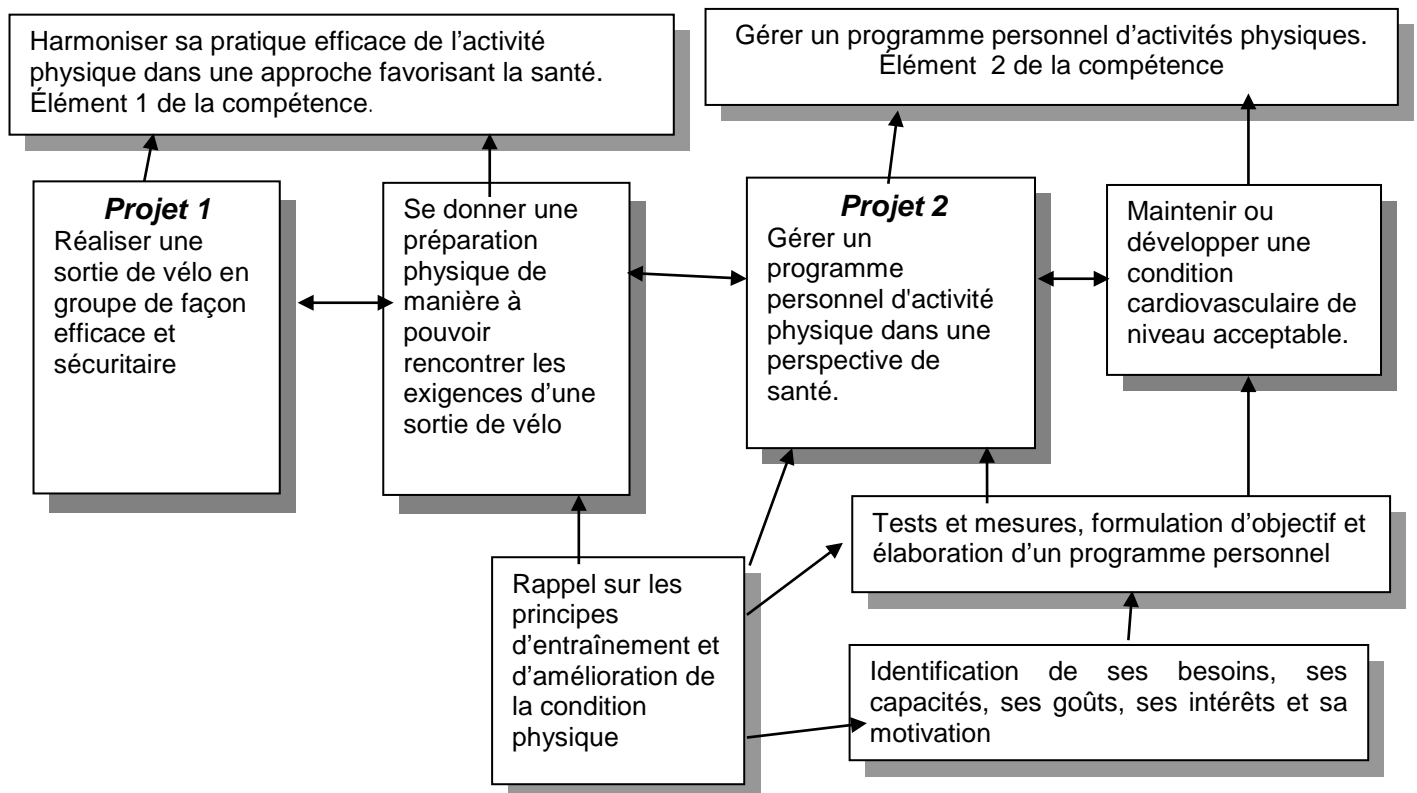 Harmoniser sa pratique efficace de l’activité
physique dans une approche favorisant la santé.
Élément 1 de la compétence.
Gérer un programme personnel d’activités physiques.
Élément 2 de la compétence
Projet 1
Réaliser une
sortie de vélo en
groupe de façon
efficace et
sécuritaire
Se donner une
préparation
physique de
manière à
pouvoir
rencontrer les
exigences d’une
sortie de vélo
Projet 2
Gérer un
programme
personnel d'activité
physique dans une
perspective de
santé.
Maintenir ou
développer une
condition
cardiovasculaire de
niveau acceptable.
Tests et mesures, formulation d’objectif et
élaboration d’un programme personnel
Rappel sur les
principes
d’entraînement et
d’amélioration de
la condition
physique
Identification de ses besoins, ses
capacités, ses goûts, ses intérêts et sa
motivation